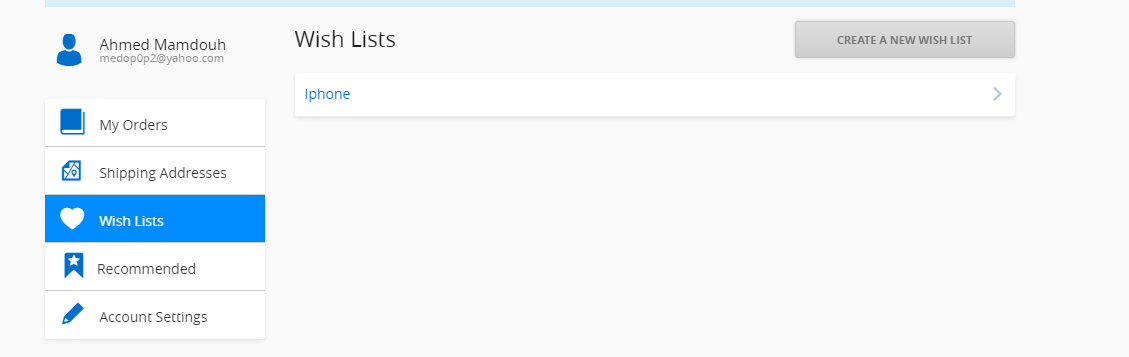 Ahmed Mamdouh
medop0p2@yahoo.com
My Orders
Shipping Addresses
Wish Lists
Recommended
Account Settings
Wish Lists
CREATE A NEW WISH LIST
Iphone